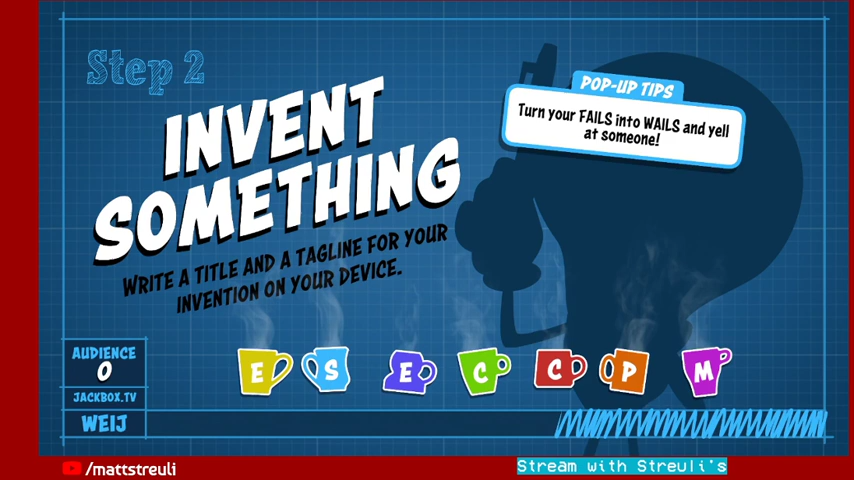 Step 2
INVENT
SOMETHING
WRITE A TITLE AND A TAGLINE FOR YOUR
INVENTION ON YOUR DEVICE.
POP-UP TIPS
Turn your FAILS into WAILS and yell
at someone!
E S E C C P M
AUDIENCE
0
JACKBOX.TV
WEIJ
/mattstreuli
Stream with Streuli's